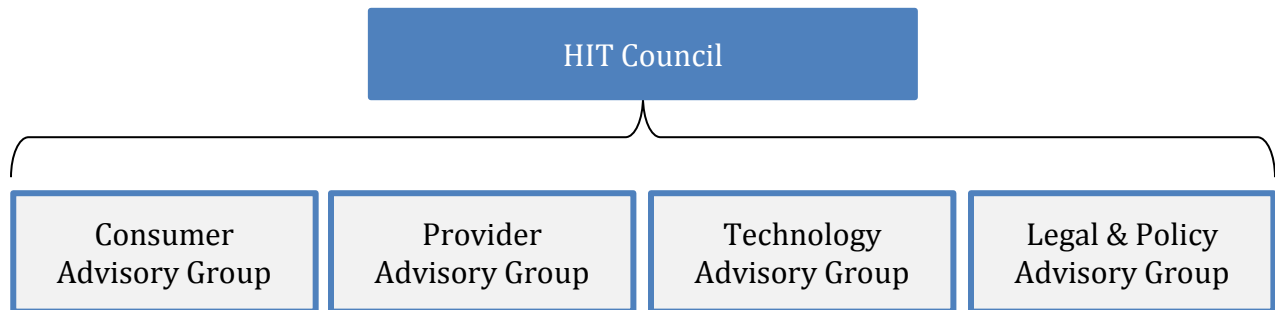 HIT Council
Consumer
Advisory Group
Provider
Advisory Group
Technology
Advisory Group
Legal & Policy
Advisory Group